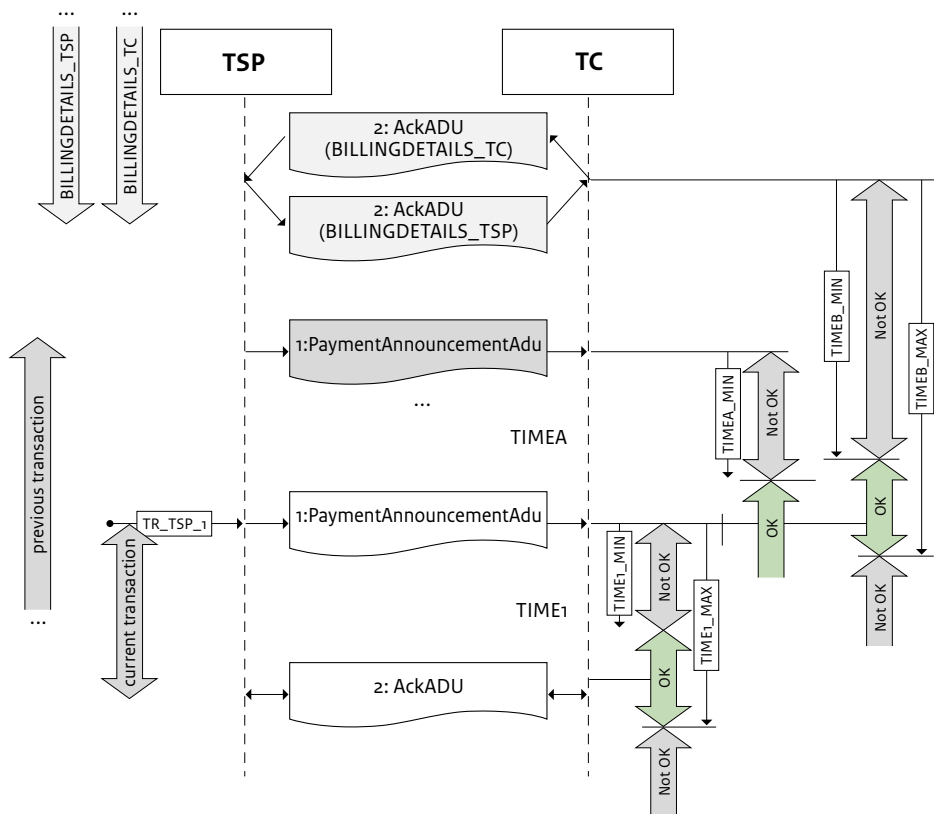 ...
...
BILLINGDETAILS_TSP
BILLINGDETAILS_TC
TSP
TC
2: AckADU
(BILLINGDETAILS_TC)
2: AckADU
(BILLINGDETAILS_TSP)
Not OK
TIMEB_MIN
TIMEB_MAX
1:PaymentAnnouncementAdu
...
TIMEA_MIN
Not OK
TIMEA
previous transaction
...
TR_TSP_1
1:PaymentAnnouncementAdu
OK
OK
current transaction
TIME1_MIN
Not OK
TIME1_MAX
Not OK
TIME1
2: AckADU
OK
Not OK